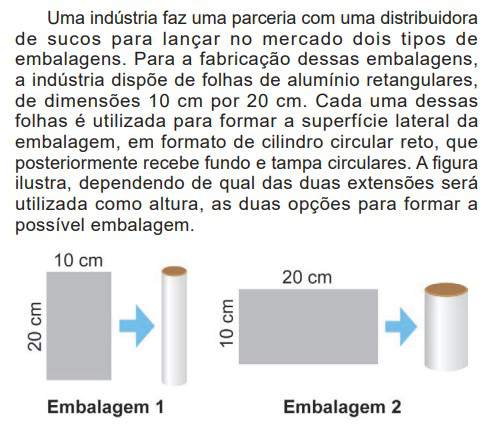 Uma indústria faz uma parceria com uma distribuidora
de sucos para lançar no mercado dois tipos de
embalagens. Para a fabricação dessas embalagens,
a indústria dispõe de folhas de alumínio retangulares,
de dimensões 10 cm por 20 cm. Cada uma dessas
folhas é utilizada para formar a superfície lateral da
embalagem, em formato de cilindro circular reto, que
posteriormente recebe fundo e tampa circulares. A figura
ilustra, dependendo de qual das duas extensões será
utilizada como altura, as duas opções para formar a
possível embalagem.
10 cm
20 cm
20 cm
10 cm
Embalagem 1
Embalagem 2